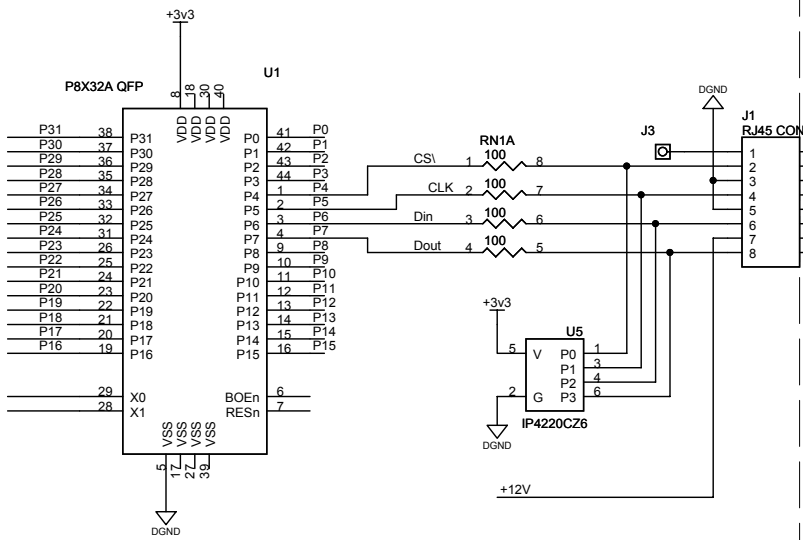 +3v3
U1
P8X32A QFP
8 18 30 40
VDD VDD VDD VDD
P31 38 P31 P0 41 P0
P30 37 P30 P1 42 P1
P29 36 P29 P2 43 P2
P28 35 P28 P3 44 P3
P27 34 P27 P4 1 P4
P26 33 P26 P5 2 P5
P25 32 P25 P6 3 P6
P24 31 P24 P7 4 P7
P23 26 P23 P8 9 P8
P22 25 P22 P9 10 P9
P21 24 P21 P10 11 P10
P20 23 P20 P11 12 P11
P19 22 P19 P12 13 P12
P18 21 P18 P13 14 P13
P17 20 P17 P14 15 P14
P16 19 P16 P15 16 P15
29 X0 BOEn 6
28 X1 RESn 7
VSS VSS VSS VSS
5 17 27 39
DGND
RN1A
CS\ 1 100 8
CLK 2 100 7
Din 3 100 6
Dout 4 100 5
DGND
J3
J1
RJ45 CON
1
2
3
4
5
6
7
8
+3v3
U5
5 V P0 1
P1 3
P2 4
2 G P3 6
IP4220CZ6
DGND
+12V